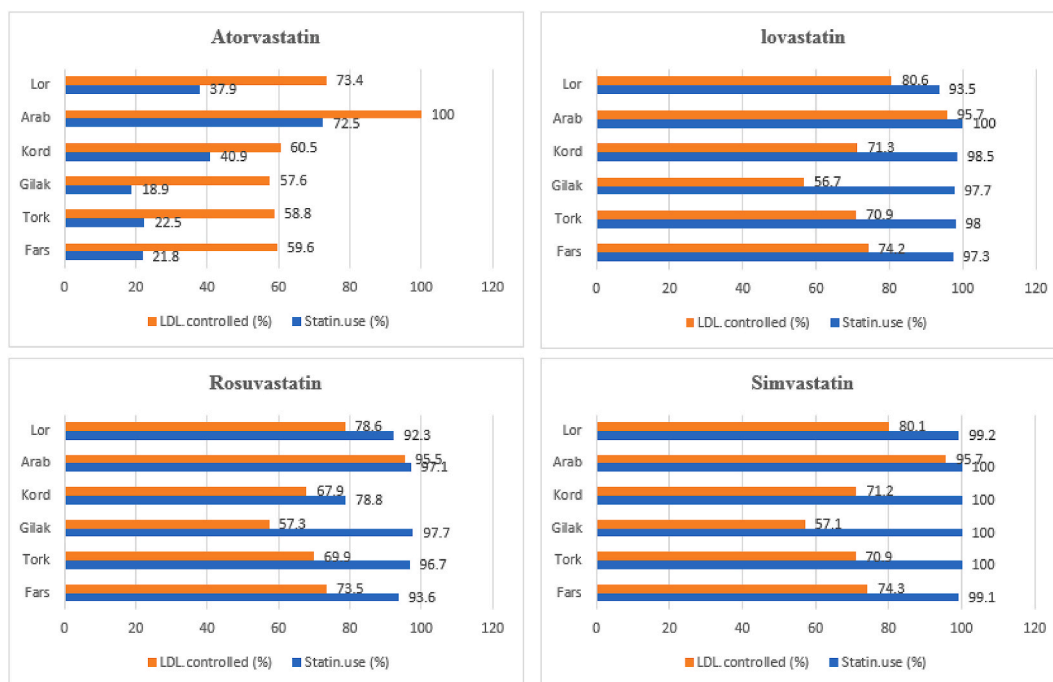 Atorvastatin
Lor
73.4
37.9
Arab
100
72.5
Kord
60.5
40.9
Gilak
57.6
18.9
Tork
58.8
22.5
Fars
59.6
21.8
0 20 40 60 80 100 120
LDL.controlled (%) Statin.use (%)
lovastatin
Lor
80.6
93.5
Arab
95.7
100
Kord
71.3
98.5
Gilak
56.7
97.7
Tork
70.9
98
Fars
74.2
97.3
0 20 40 60 80 100 120
LDL.controlled (%) Statin.use (%)
Rosuvastatin
Lor
78.6
92.3
Arab
95.5
97.1
Kord
67.9
78.8
Gilak
57.3
97.7
Tork
69.9
96.7
Fars
73.5
93.6
0 20 40 60 80 100 120
LDL.controlled (%) Statin.use (%)
Simvastatin
Lor
80.1
99.2
Arab
95.7
100
Kord
71.2
100
Gilak
57.1
100
Tork
70.9
100
Fars
74.3
99.1
0 20 40 60 80 100 120
LDL.controlled (%) Statin.use (%)